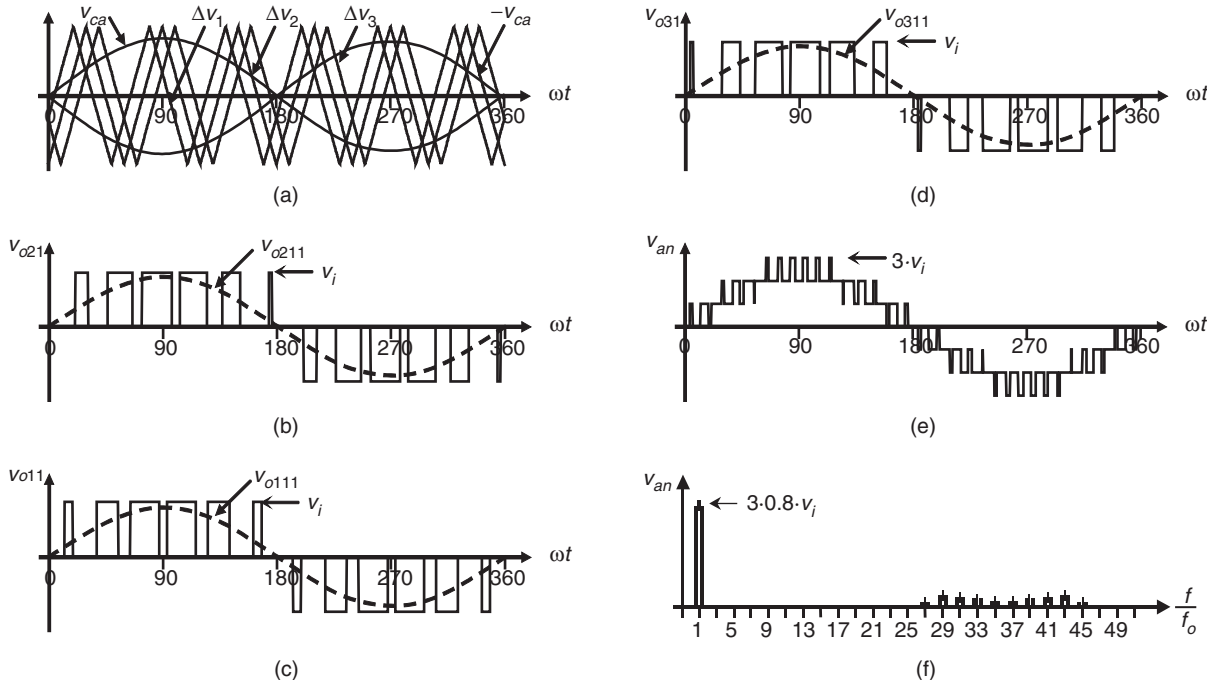 v_ca Δv_1 Δv_2 Δv_3 −v_ca
ωt
0 90 180 270 360
(a)
v_o21 v_o211 v_i
ωt
0 90 180 270 360
(b)
v_o11 v_o111 v_i
ωt
0 90 180 270 360
(c)
v_o31 v_o311 v_i
ωt
0 90 180 270 360
(d)
v_an 3·v_i
ωt
0 90 180 270 360
(e)
v_an 3·0.8·v_i
f
f_o
1 5 9 13 17 21 25 29 33 37 41 45 49
(f)